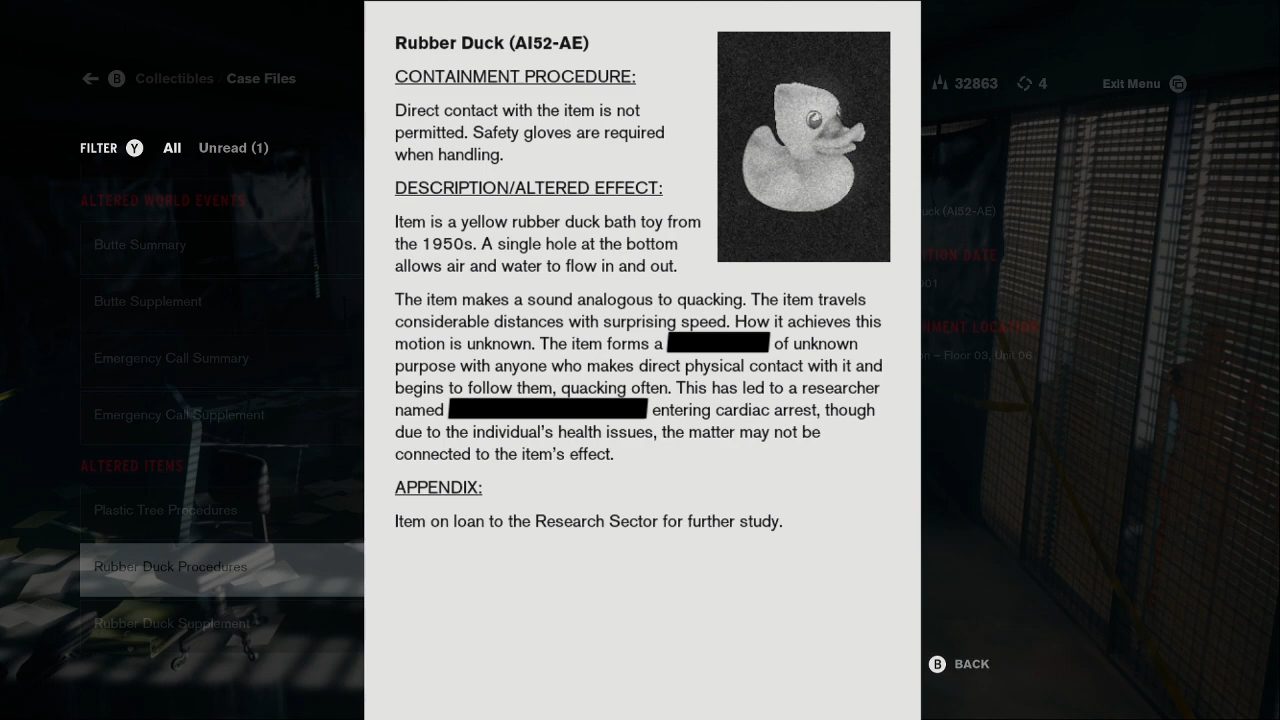 Rubber Duck (AI52-AE)
CONTAINMENT PROCEDURE:
Direct contact with the item is not
permitted. Safety gloves are required
when handling.
DESCRIPTION/ALTERED EFFECT:
Item is a yellow rubber duck bath toy from
the 1950s. A single hole at the bottom
allows air and water to flow in and out.
The item makes a sound analogous to quacking. The item travels
considerable distances with surprising speed. How it achieves this
motion is unknown. The item forms a of unknown
purpose with anyone who makes direct physical contact with it and
begins to follow them, quacking often. This has led to a researcher
named entering cardiac arrest, though
due to the individual's health issues, the matter may not be
connected to the item's effect.
APPENDIX:
Item on loan to the Research Sector for further study.
B Collectibles Case Files
FILTER Y All Unread (1)
ALTERED WORLD EVENTS
Butte Summary
Butte Supplement
Emergency Call Summary
Emergency Call Supplement
ALTERED ITEMS
Plastic Tree Procedures
Rubber Duck Procedures
Rubber Duck Supplement
32863 4 Exit Menu
(AI52-AE)
DATE
LOCATION
– Floor 03, Unit 06
B BACK